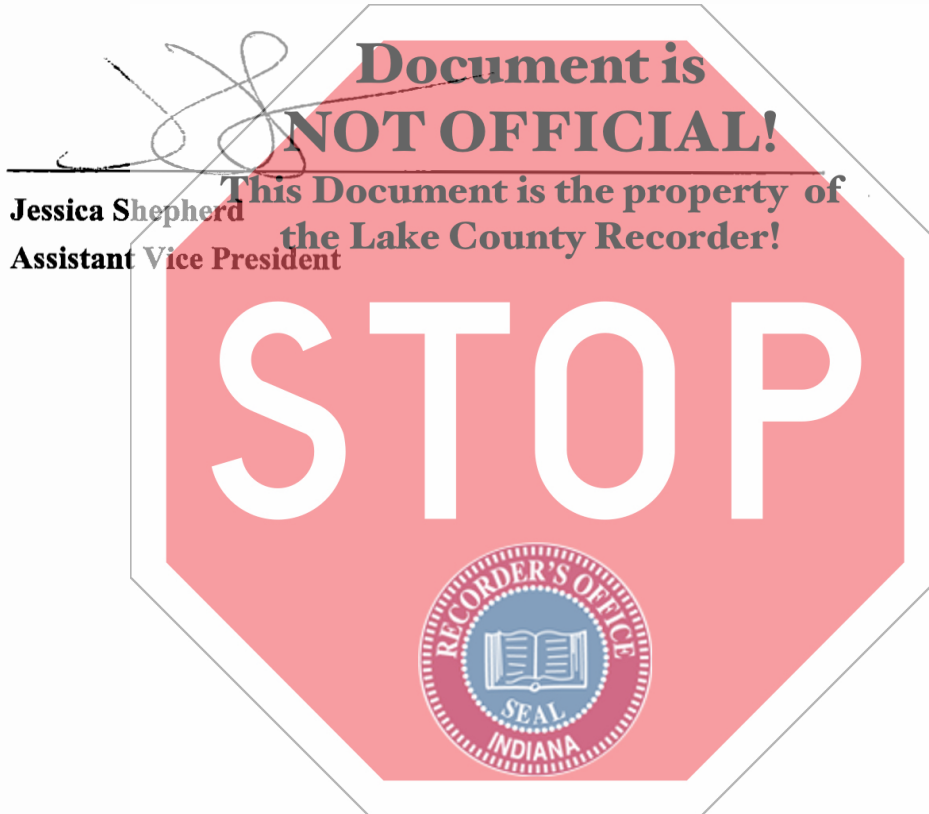 Document is
NOT OFFICIAL!
This Document is the property of
the Lake County Recorder!
Jessica Shepherd
Assistant Vice President
STOP
RECORDER'S OFFICE
SEAL
INDIANA